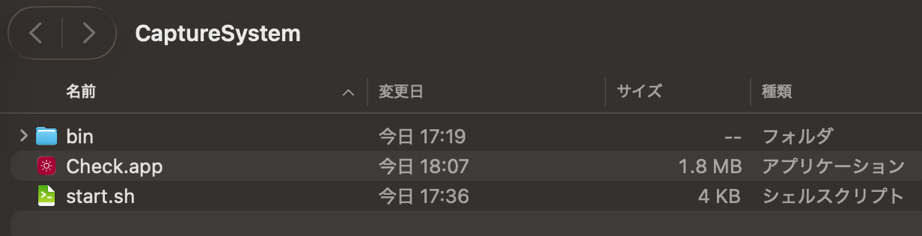 CaptureSystem
名前 変更日 サイズ 種類
bin 今日 17:19 -- フォルダ
Check.app 今日 18:07 1.8 MB アプリケーション
start.sh 今日 17:36 4 KB シェルスクリプト